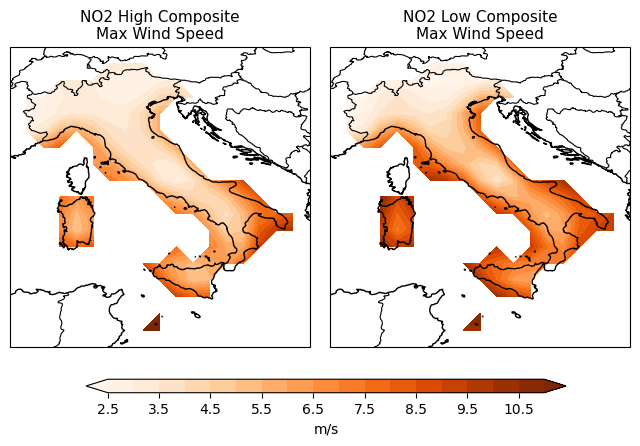 NO2 High Composite
Max Wind Speed
NO2 Low Composite
Max Wind Speed
2.5 3.5 4.5 5.5 6.5 7.5 8.5 9.5 10.5
m/s